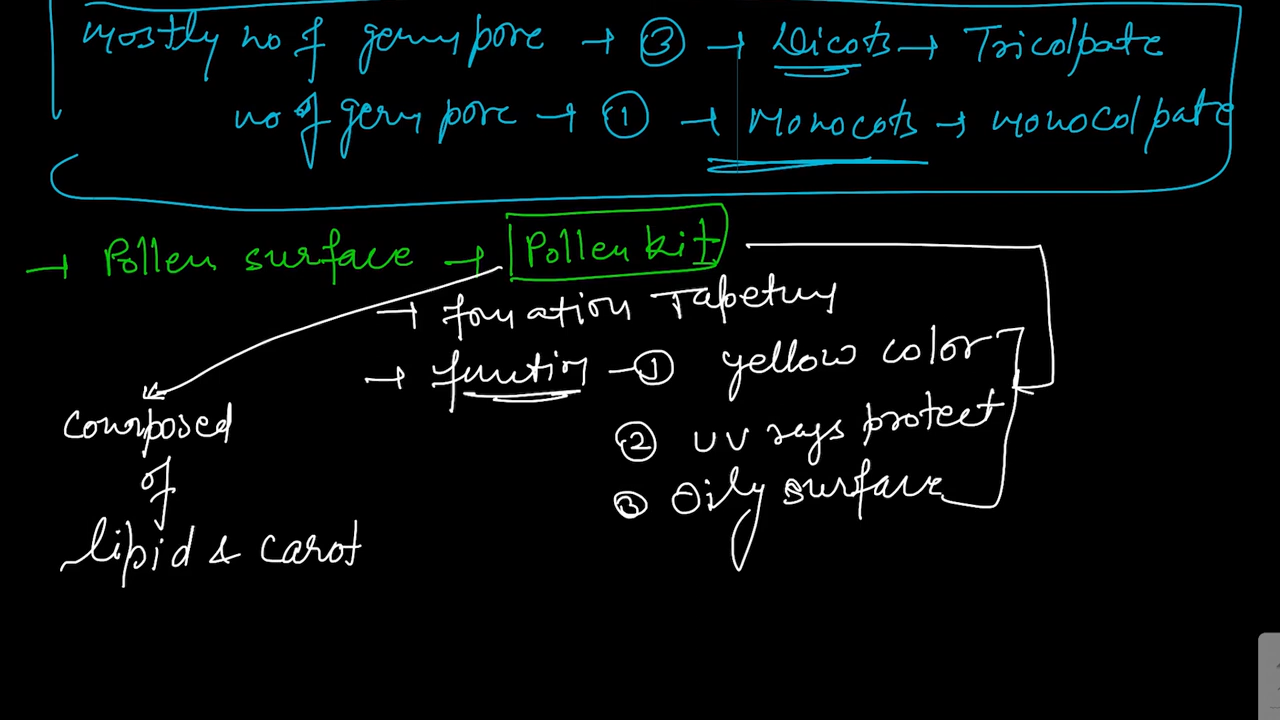 mostly no of germ pore → ③ → Dicots → Tricolpate
no of germ pore → ① → Monocots → monocolpate
→ Pollen surface → Pollen kit
→ formation Tapetum
→ function - ① yellow color
② UV rays protect
③ Oily surface
composed
of
lipid & carot